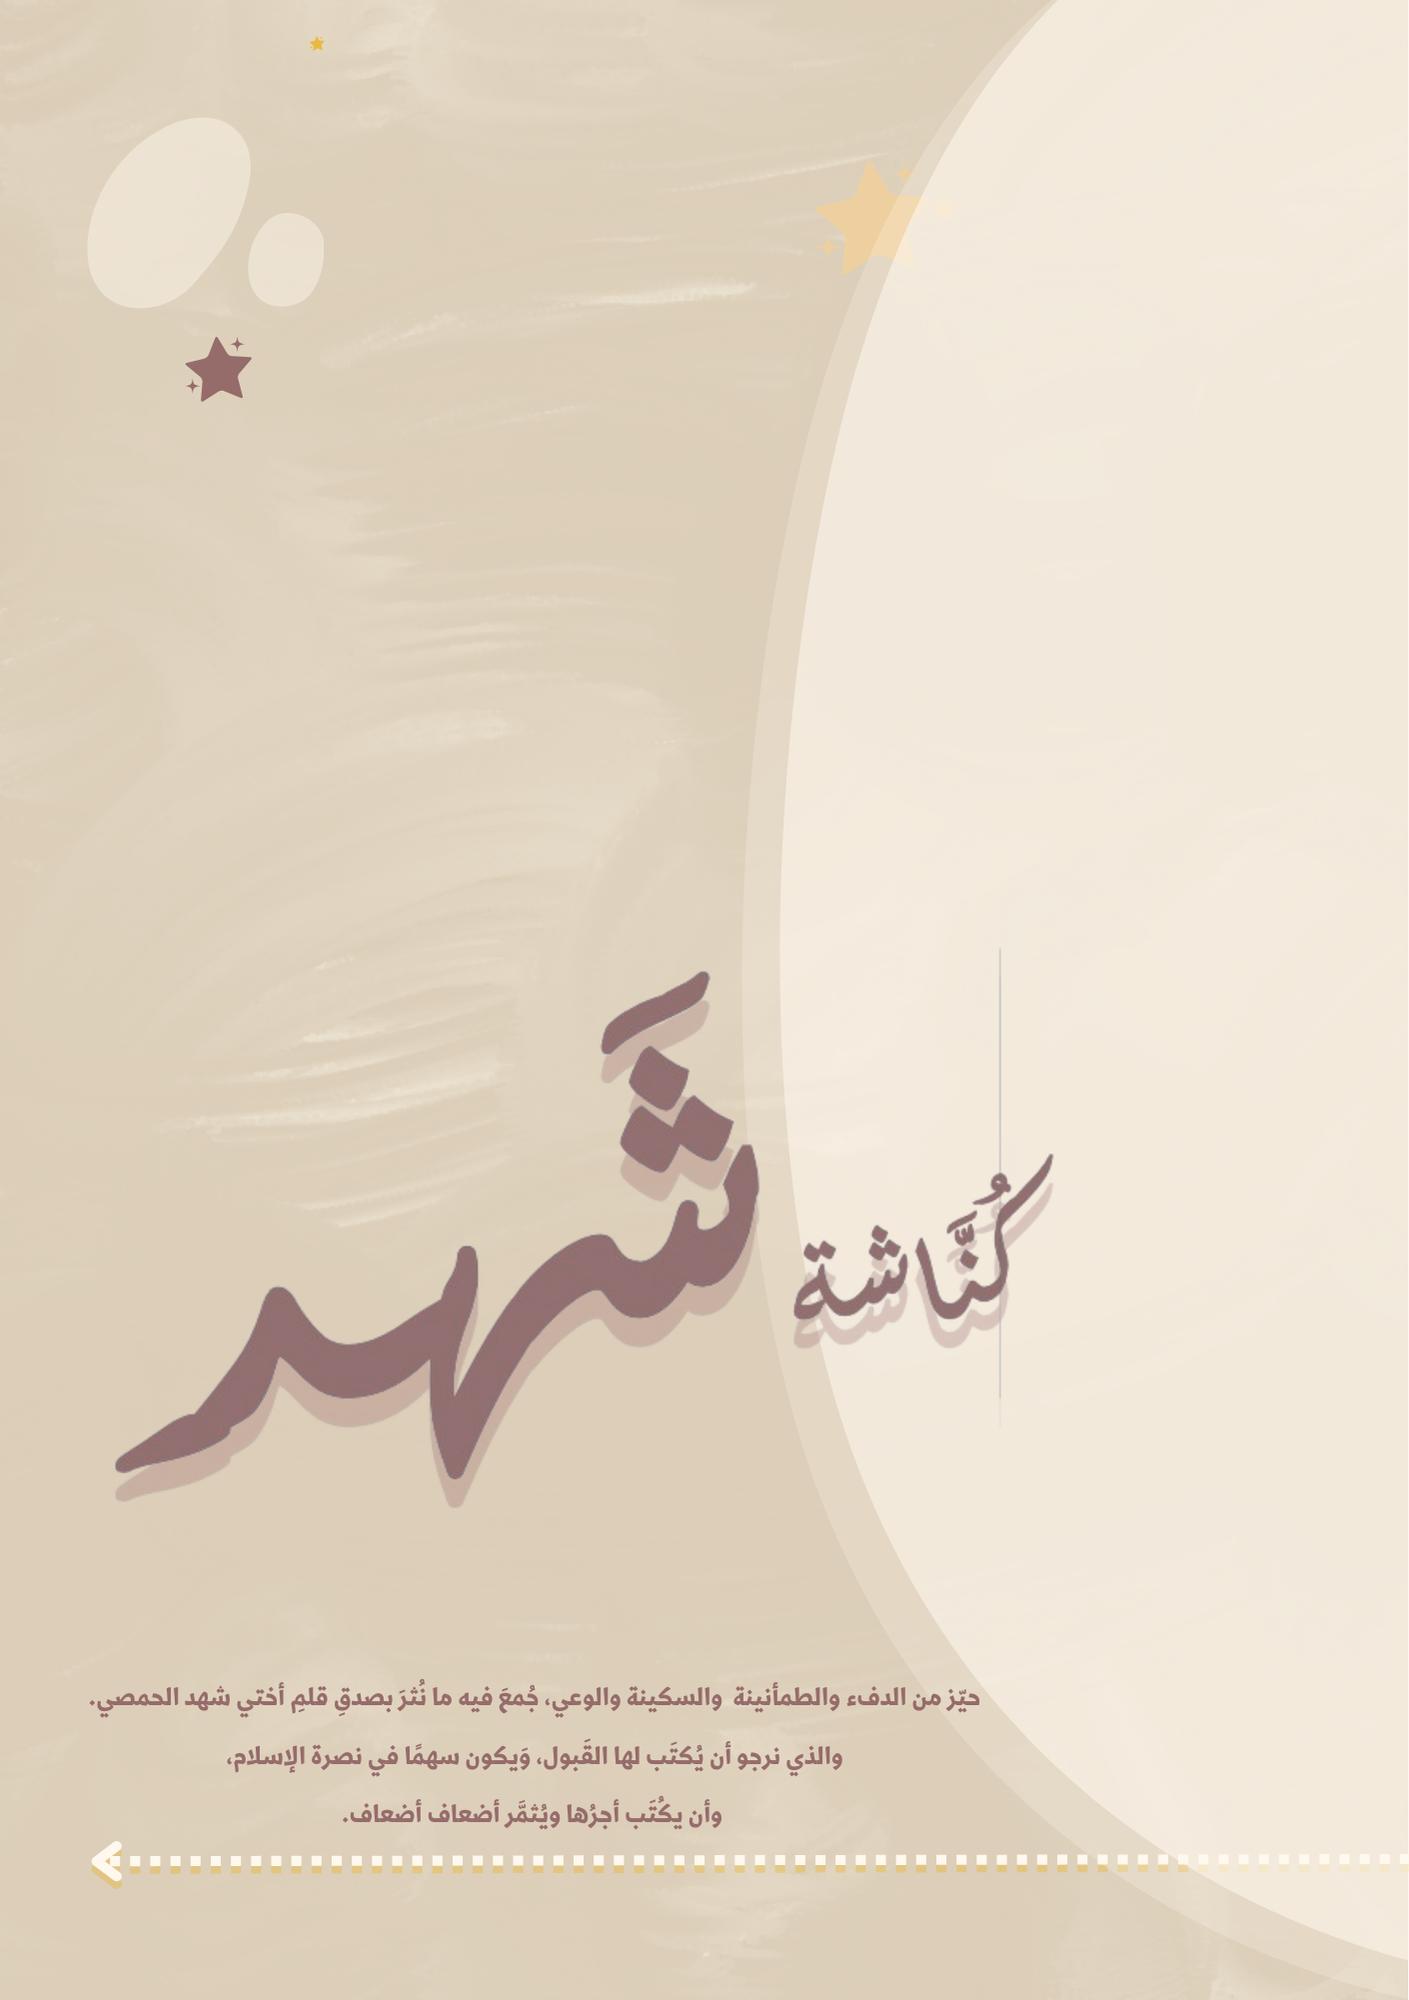 كُنَّاشة
شَهد
حيّز من الدفء والطمأنينة والسكينة والوعي، جُمعَ فيه ما نُثرَ بصدقِ قلمِ أختي شهد الحمصي.
والذي نرجو أن يُكتَب لها القَبول، وَيكون سهمًا في نصرة الإسلام،
وأن يكُتَب أجرُها ويُثمَّر أضعاف أضعاف.